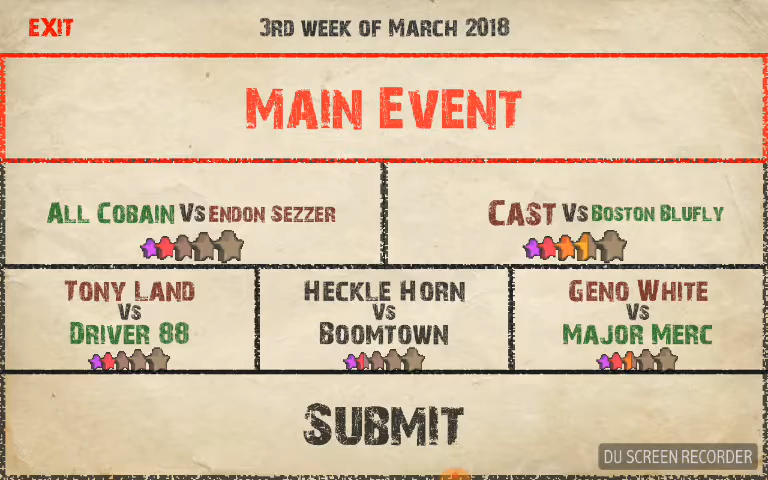 EXIT
3RD WEEK OF MARCH 2018
MAIN EVENT
ALL COBAIN VS ENDON SEZZER
CAST VS BOSTON BLUFLY
TONY LAND
VS
DRIVER 88
HECKLE HORN
VS
BOOMTOWN
GENO WHITE
VS
MAJOR MERC
SUBMIT
DU SCREEN RECORDER